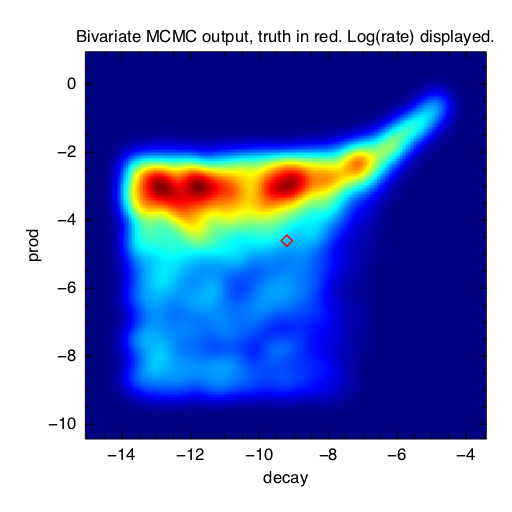 Bivariate MCMC output, truth in red. Log(rate) displayed.
0
−2
−4
−6
−8
−10
prod
−14 −12 −10 −8 −6 −4
decay